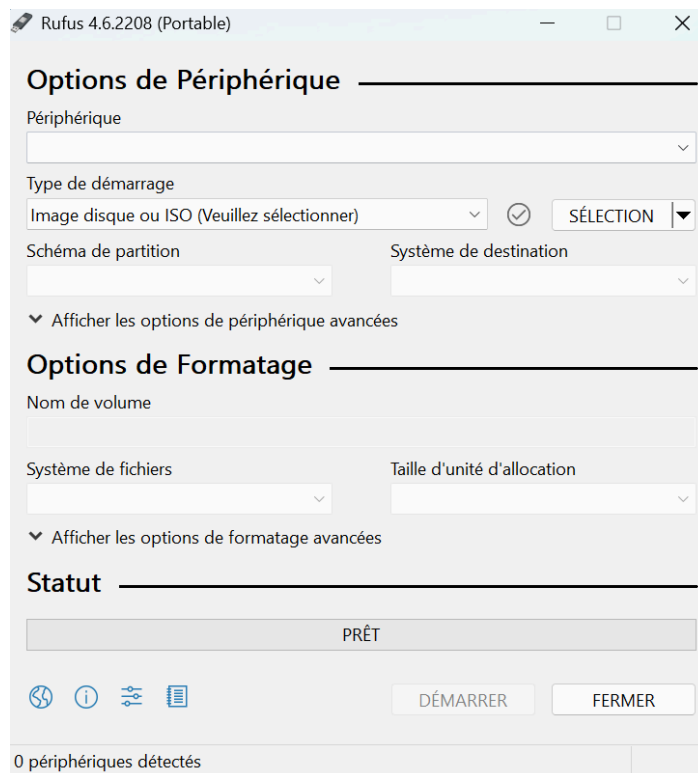 Rufus 4.6.2208 (Portable)
Options de Périphérique
Périphérique
Type de démarrage
Image disque ou ISO (Veuillez sélectionner)
SÉLECTION
Schéma de partition
Système de destination
Afficher les options de périphérique avancées
Options de Formatage
Nom de volume
Système de fichiers
Taille d'unité d'allocation
Afficher les options de formatage avancées
Statut
PRÊT
DÉMARRER
FERMER
0 périphériques détectés